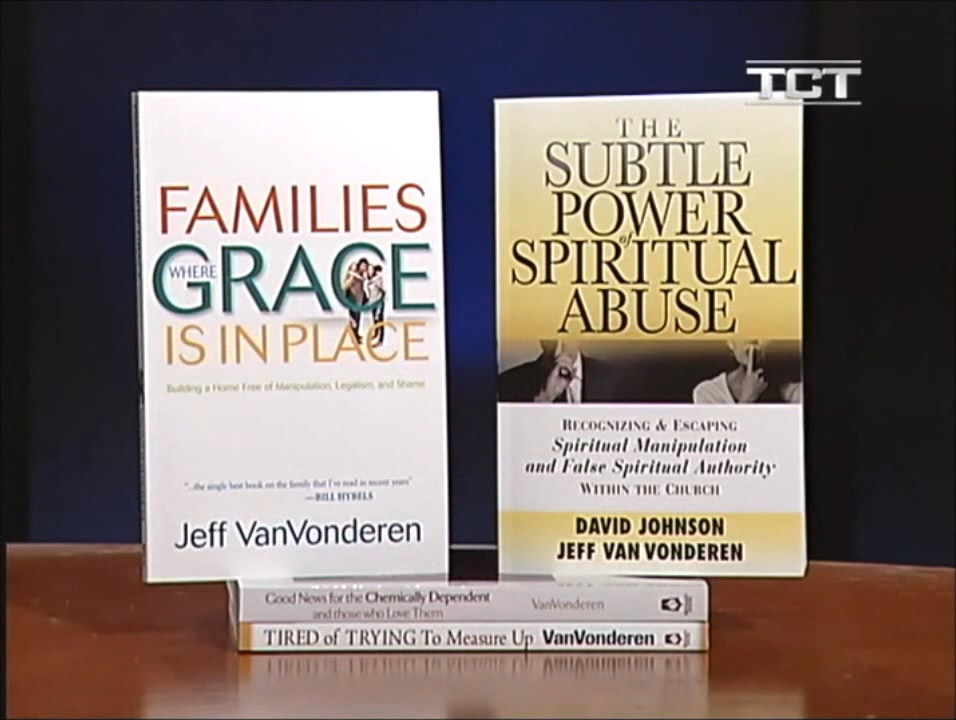 TCT
FAMILIES
WHERE
GRACE
IS IN PLACE
Building a Home Free of Manipulation, Legalism, and Shame
"...the single best book on the family that I've read in recent years"
—BILL HYBELS
Jeff VanVonderen
THE
SUBTLE
POWER
of
SPIRITUAL
ABUSE
RECOGNIZING & ESCAPING
Spiritual Manipulation
and False Spiritual Authority
WITHIN THE CHURCH
DAVID JOHNSON
JEFF VAN VONDEREN
Good News for the Chemically Dependent
and those who Love Them
VanVonderen
TIRED of TRYING To Measure Up VanVonderen